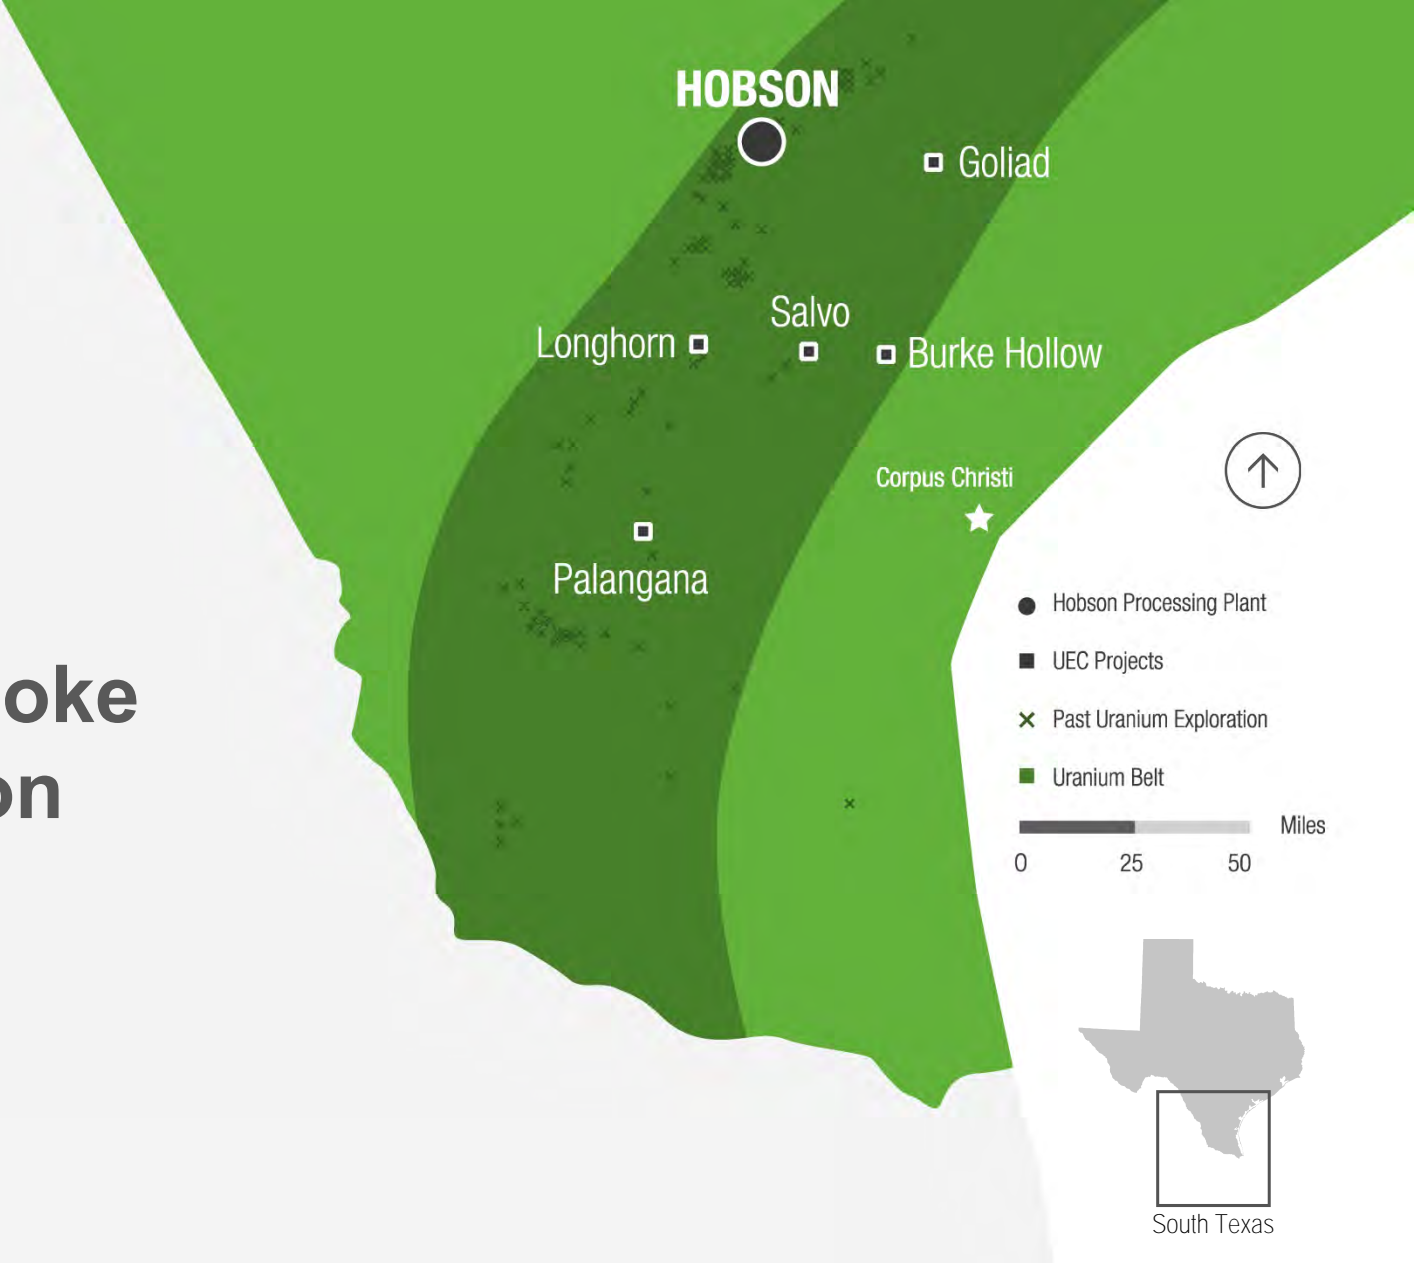 HOBSON
Goliad
Salvo
Longhorn
Burke Hollow
Corpus Christi
Palangana
Hobson Processing Plant
UEC Projects
oke
Past Uranium Exploration
on
Uranium Belt
Miles
0 25 50
South Texas